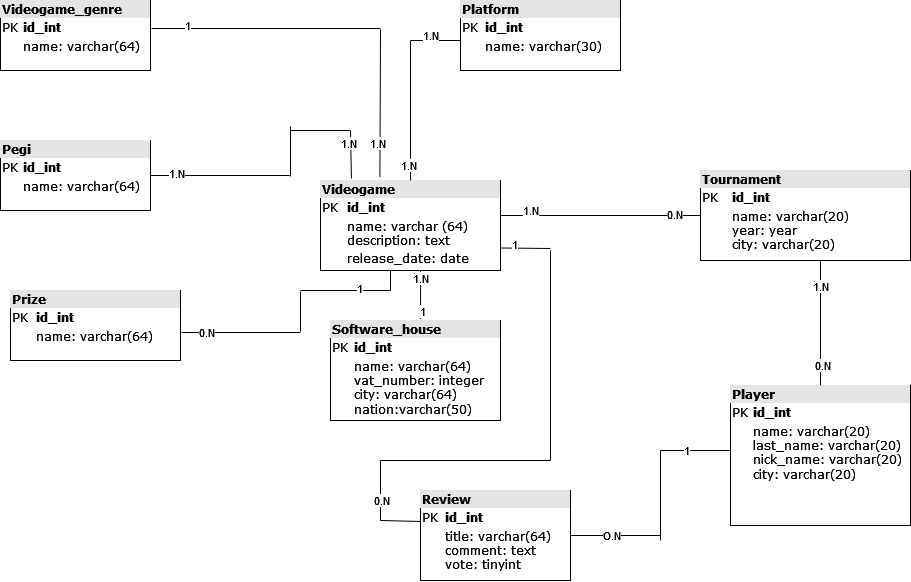 Videogame_genre
PK id_int
name: varchar(64)
1
Platform
PK id_int
name: varchar(30)
1.N
Pegi
PK id_int
name: varchar(64)
1.N
1.N
1.N
1.N
Videogame
PK id_int
name: varchar (64)
description: text
release_date: date
1.N
0.N
1
Tournament
PK id_int
name: varchar(20)
year: year
city: varchar(20)
1.N
0.N
Prize
PK id_int
name: varchar(64)
0.N
1
1.N
1
Software_house
PK id_int
name: varchar(64)
vat_number: integer
city: varchar(64)
nation:varchar(50)
Player
PK id_int
name: varchar(20)
last_name: varchar(20)
nick_name: varchar(20)
city: varchar(20)
1
0.N
Review
PK id_int
title: varchar(64)
comment: text
vote: tinyint
O.N